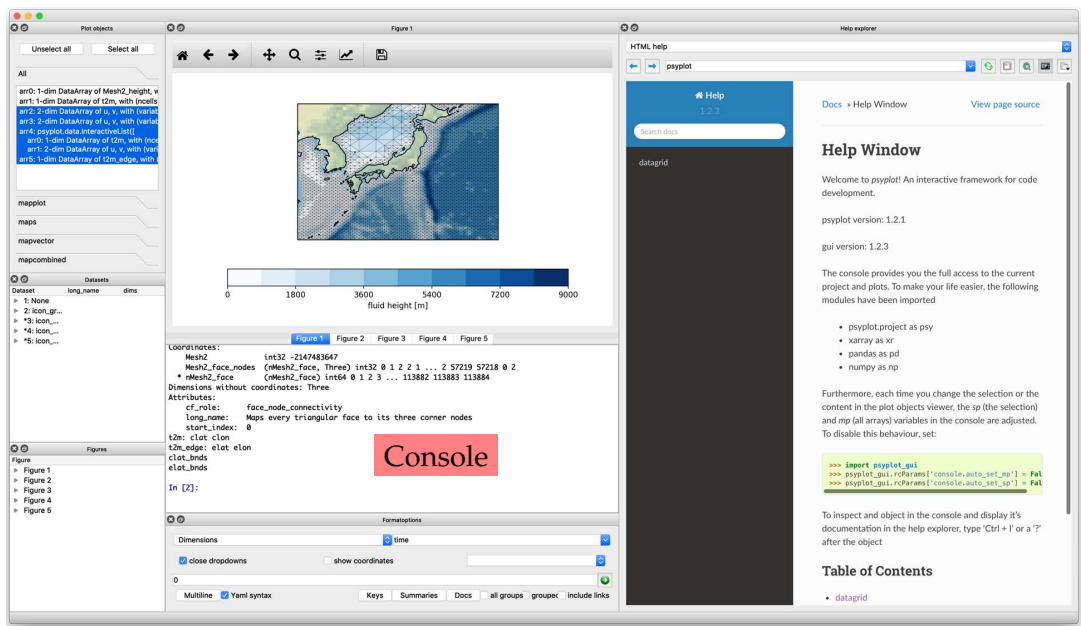 Plot objects
Unselect all Select all
All
arr0: 1-dim DataArray of Mesh2_height, w
arr1: 1-dim DataArray of t2m, with (ncells
arr2: 2-dim DataArray of u, v, with (variab
arr3: 2-dim DataArray of u, v, with (variab
arr4: psyplot.data.InteractiveList([
arr0: 1-dim DataArray of t2m, with (nce
arr1: 2-dim DataArray of u, v, with (vari
arr5: 1-dim DataArray of t2m_edge, with (
mapplot
maps
mapvector
mapcombined
Datasets
Dataset long_name dims
1: None
2: icon_gr...
*3: icon_...
*4: icon_...
*5: icon_...
Figures
Figure
Figure 1
Figure 2
Figure 3
Figure 4
Figure 5
Figure 1
0 1800 3600 5400 7200 9000
fluid height [m]
Figure 1 Figure 2 Figure 3 Figure 4 Figure 5
Coordinates:
Mesh2 int32 -2147483647
Mesh2_face_nodes (nMesh2_face, Three) int32 0 1 2 2 1 ... 2 57219 57218 0 2
* nMesh2_face (nMesh2_face) int64 0 1 2 3 ... 113882 113883 113884
Dimensions without coordinates: Three
Attributes:
cf_role: face_node_connectivity
long_name: Maps every triangular face to its three corner nodes
start_index: 0
t2m: clat clon
t2m_edge: elat elon
clat_bnds
elat_bnds
Console
In [2]:
Formatoptions
Dimensions time
close dropdowns show coordinates
0
Multiline Yaml syntax Keys Summaries Docs all groups groupec include links
Help explorer
HTML help
psyplot
Help
1.2.3
Search docs
datagrid
Docs » Help Window View page source
Help Window
Welcome to psyplot! An interactive framework for code
development.
psyplot version: 1.2.1
gui version: 1.2.3
The console provides you the full access to the current
project and plots. To make your life easier, the following
modules have been imported
• psyplot.project as psy
• xarray as xr
• pandas as pd
• numpy as np
Furthermore, each time you change the selection or the
content in the plot objects viewer, the sp (the selection)
and mp (all arrays) variables in the console are adjusted.
To disable this behaviour, set:
>>> import psyplot_gui
>>> psyplot_gui.rcParams['console.auto_set_mp'] = Fal
>>> psyplot_gui.rcParams['console.auto_set_sp'] = Fal
To inspect and object in the console and display it's
documentation in the help explorer, type 'Ctrl + I' or a '?'
after the object
Table of Contents
• datagrid